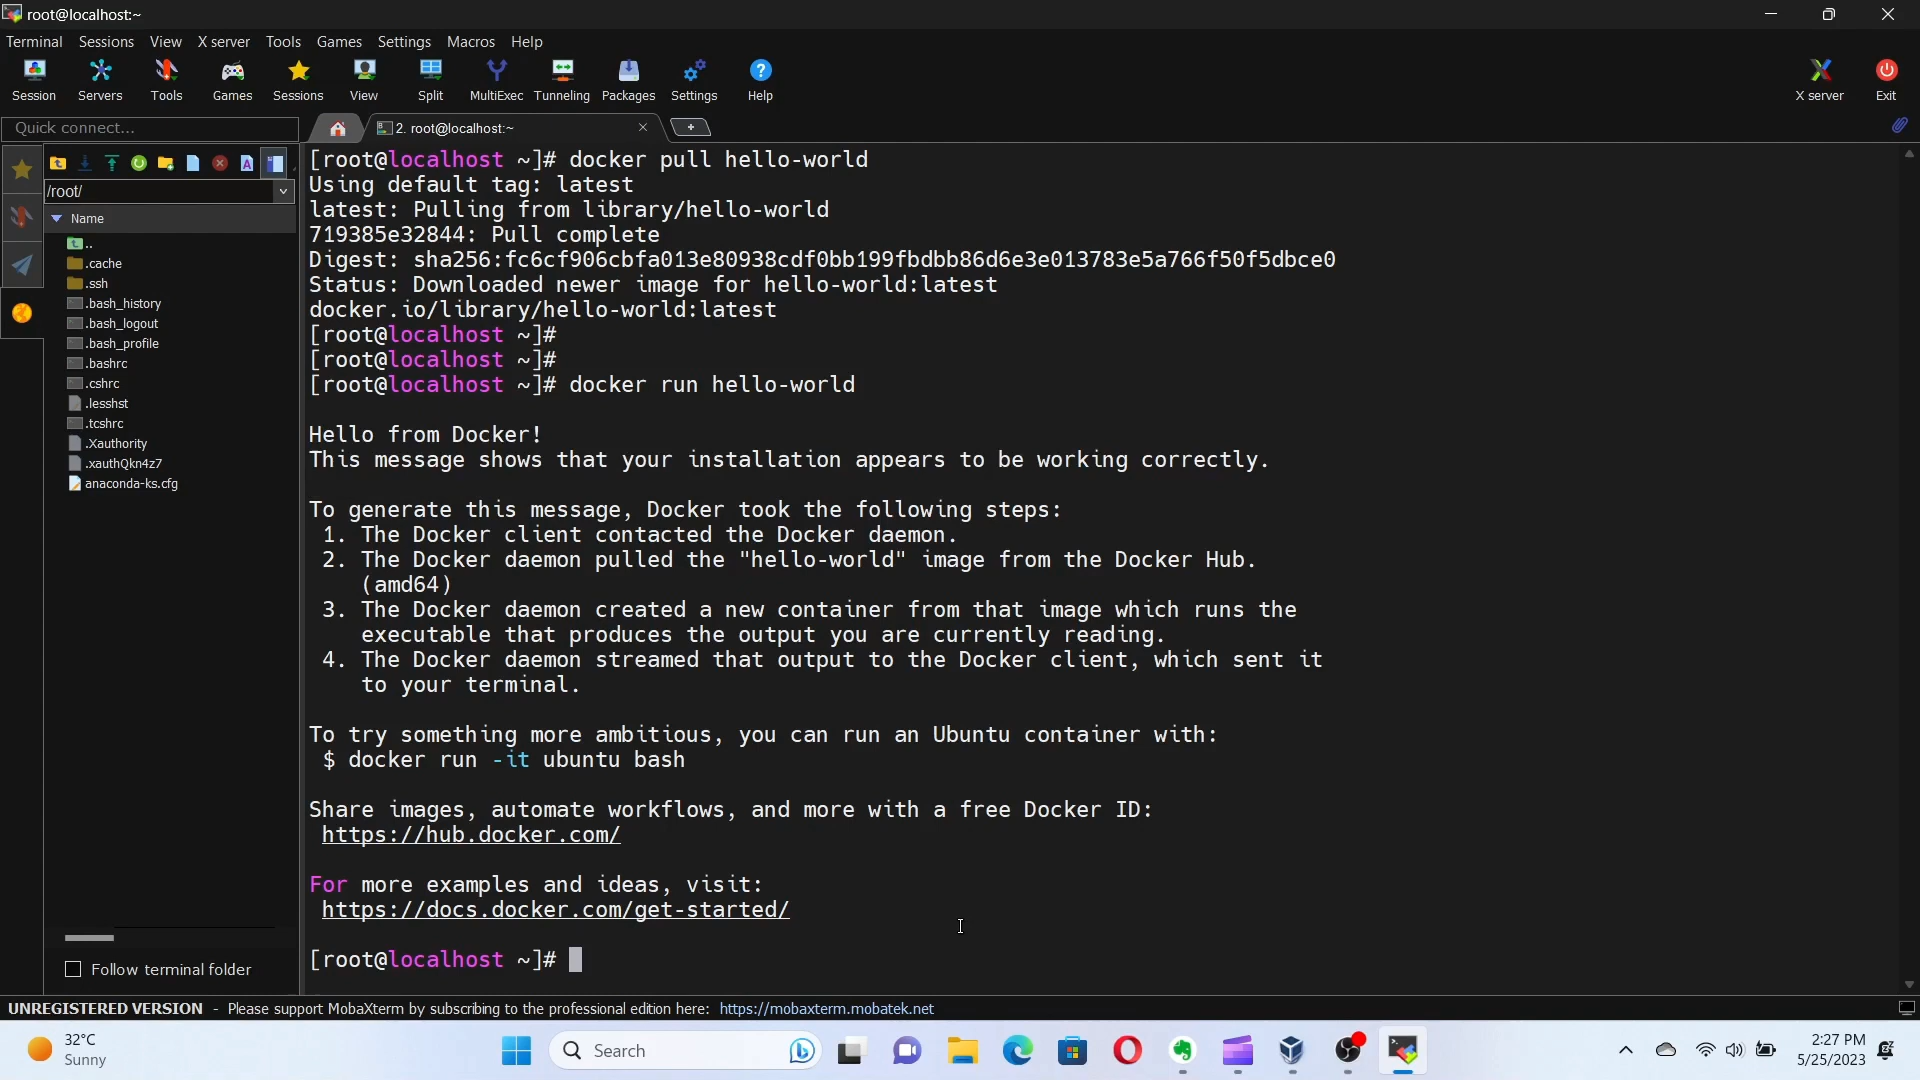 root@localhost:~
Terminal Sessions View X server Tools Games Settings Macros Help
Session Servers Tools Games Sessions View Split MultiExec Tunneling Packages Settings Help X server Exit
Quick connect...
2. root@localhost:~
/root/
Name
..
.cache
.ssh
.bash_history
.bash_logout
.bash_profile
.bashrc
.cshrc
.lesshst
.tcshrc
.Xauthority
.xauthQkn4z7
anaconda-ks.cfg
Follow terminal folder
[root@localhost ~]# docker pull hello-world
Using default tag: latest
latest: Pulling from library/hello-world
719385e32844: Pull complete
Digest: sha256:fc6cf906cbfa013e80938cdf0bb199fbdbb86d6e3e013783e5a766f50f5dbce0
Status: Downloaded newer image for hello-world:latest
docker.io/library/hello-world:latest
[root@localhost ~]#
[root@localhost ~]#
[root@localhost ~]# docker run hello-world
Hello from Docker!
This message shows that your installation appears to be working correctly.
To generate this message, Docker took the following steps:
1. The Docker client contacted the Docker daemon.
2. The Docker daemon pulled the "hello-world" image from the Docker Hub.
(amd64)
3. The Docker daemon created a new container from that image which runs the
executable that produces the output you are currently reading.
4. The Docker daemon streamed that output to the Docker client, which sent it
to your terminal.
To try something more ambitious, you can run an Ubuntu container with:
$ docker run -it ubuntu bash
Share images, automate workflows, and more with a free Docker ID:
https://hub.docker.com/
For more examples and ideas, visit:
https://docs.docker.com/get-started/
[root@localhost ~]#
UNREGISTERED VERSION - Please support MobaXterm by subscribing to the professional edition here: https://mobaxterm.mobatek.net
32°C
Sunny
Search
2:27 PM
5/25/2023